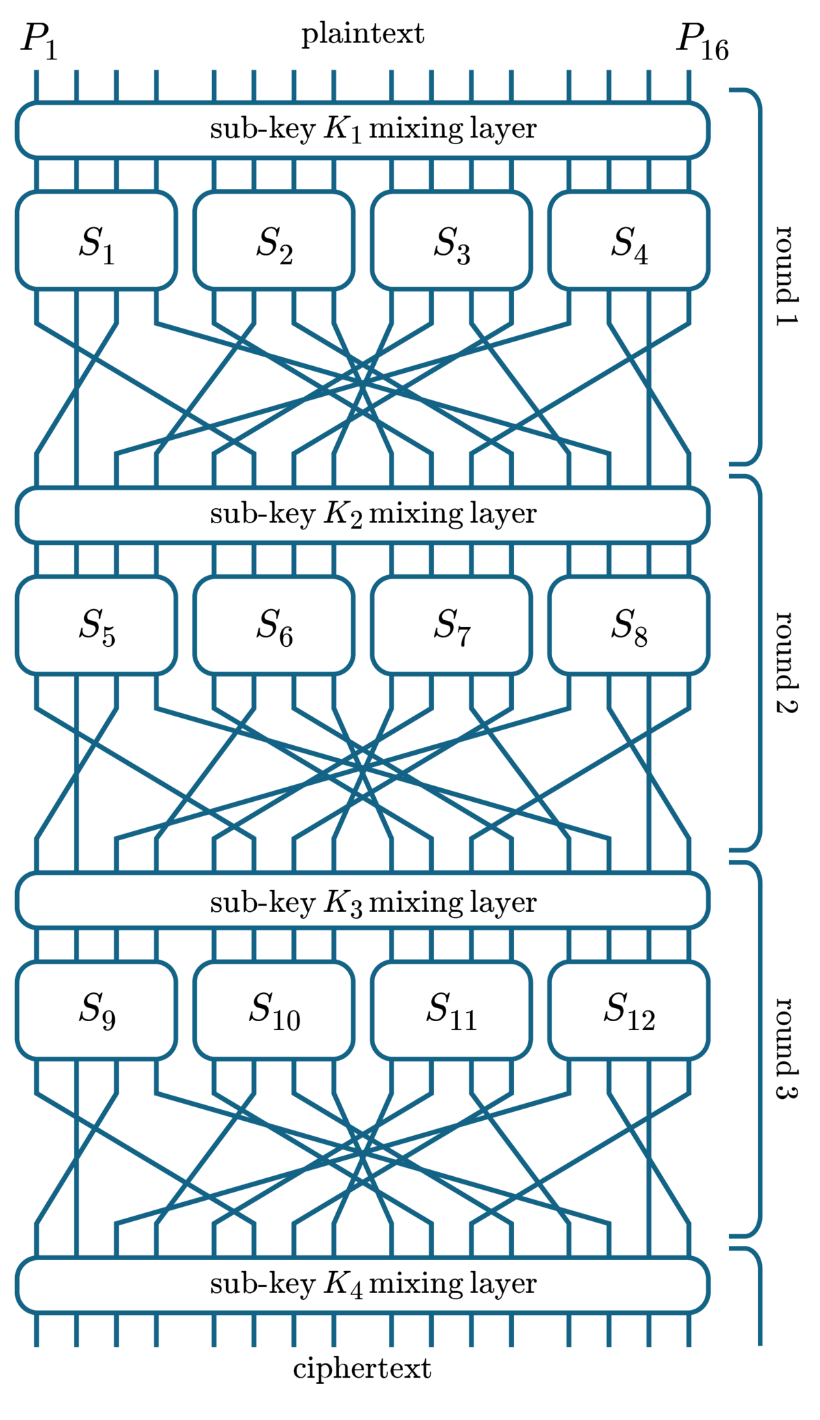 P₁ plaintext P₁₆
sub-key K₁ mixing layer
S₁ S₂ S₃ S₄
round 1
sub-key K₂ mixing layer
S₅ S₆ S₇ S₈
round 2
sub-key K₃ mixing layer
S₉ S₁₀ S₁₁ S₁₂
round 3
sub-key K₄ mixing layer
ciphertext